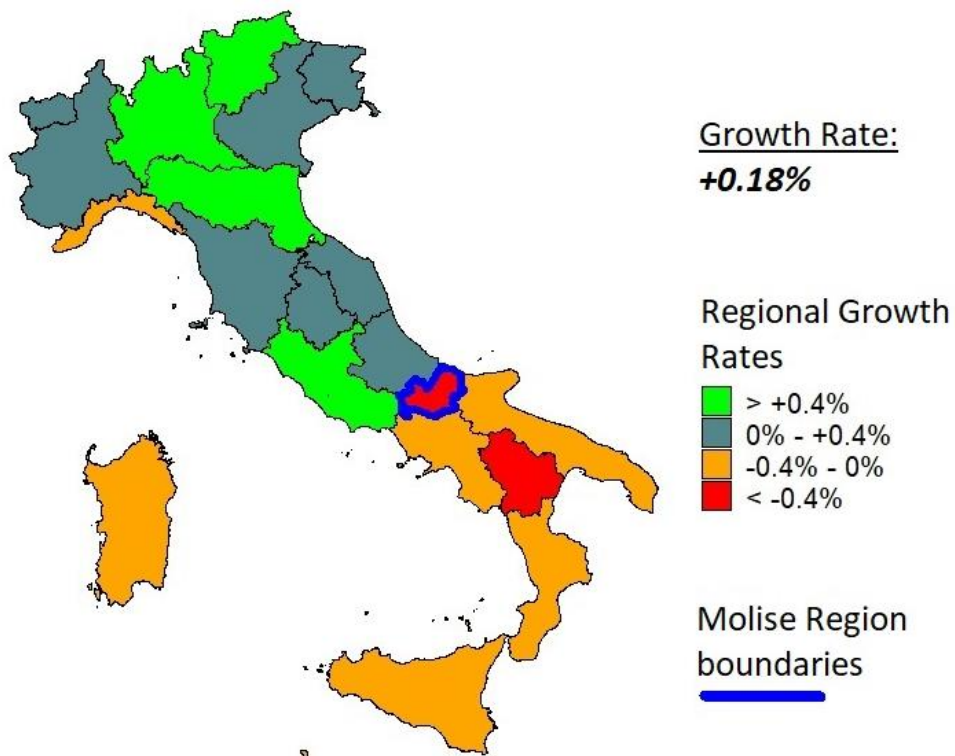 Growth Rate:
+0.18%
Regional Growth
Rates
> +0.4%
0% - +0.4%
-0.4% - 0%
< -0.4%
Molise Region
boundaries